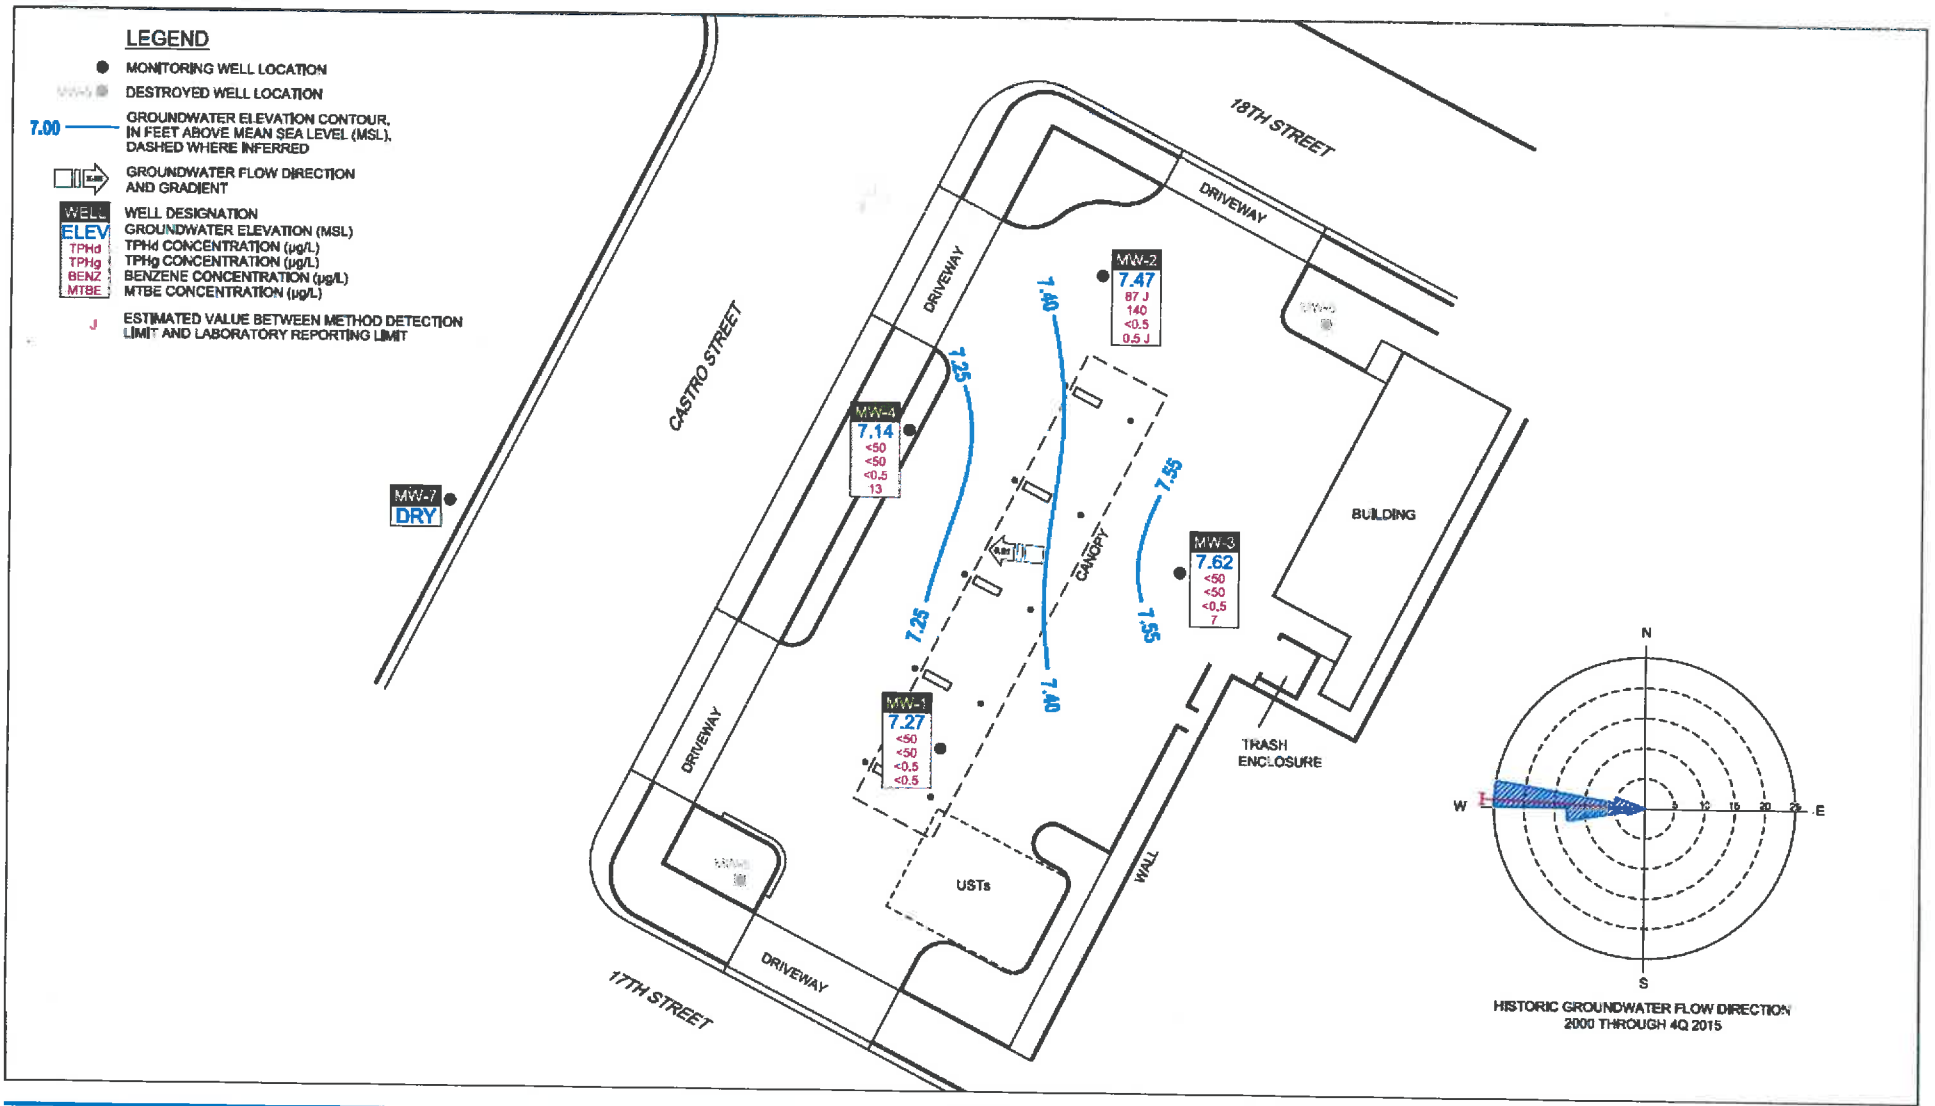 LEGEND
MONITORING WELL LOCATION
DESTROYED WELL LOCATION
7.00
GROUNDWATER ELEVATION CONTOUR,
IN FEET ABOVE MEAN SEA LEVEL (MSL),
DASHED WHERE INFERRED
GROUNDWATER FLOW DIRECTION
AND GRADIENT
WELL WELL DESIGNATION
ELEV GROUNDWATER ELEVATION (MSL)
TPHd TPHd CONCENTRATION (µg/L)
TPHg TPHg CONCENTRATION (µg/L)
BENZ BENZENE CONCENTRATION (µg/L)
MTBE MTBE CONCENTRATION (µg/L)
J ESTIMATED VALUE BETWEEN METHOD DETECTION
LIMIT AND LABORATORY REPORTING LIMIT
18TH STREET
DRIVEWAY
DRIVEWAY
CASTRO STREET
MW-2
7.47
87 J
140
<0.5
0.5 J
7.40
7.25
MW-4
7.14
<50
<50
<0.5
13
MW-7
DRY
7.55
BUILDING
CANOPY
MW-3
7.62
<50
<50
<0.5
7
7.25
7.55
7.40
MW-1
7.27
<50
<50
<0.5
<0.5
DRIVEWAY
TRASH
ENCLOSURE
WALL
USTs
DRIVEWAY
17TH STREET
N
W
5 10 15 20 25
E
S
HISTORIC GROUNDWATER FLOW DIRECTION
2000 THROUGH 4Q 2015